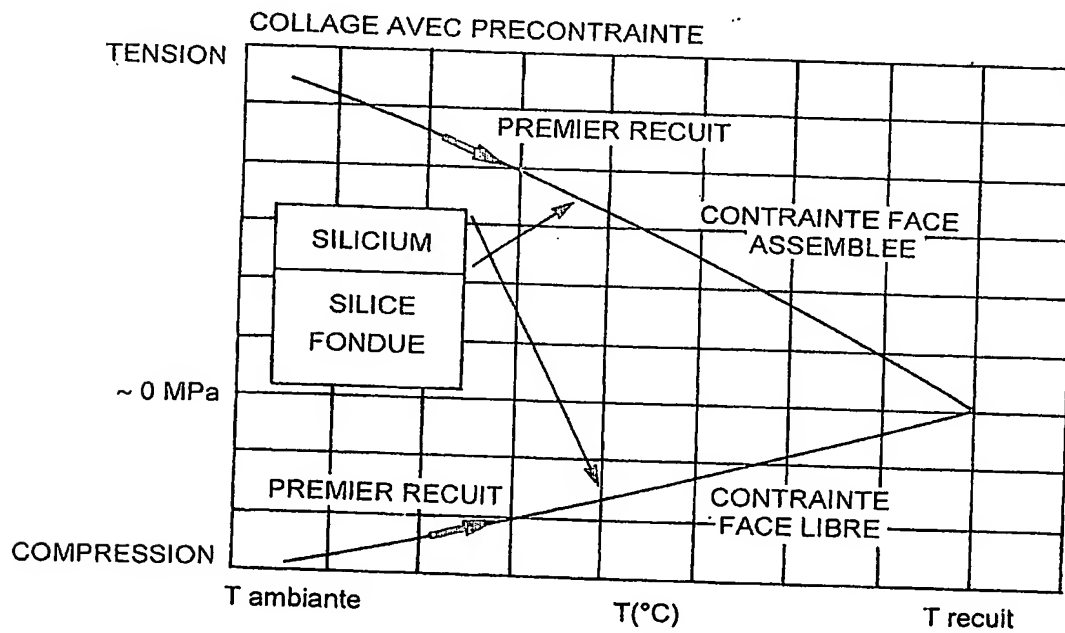 COLLAGE AVEC PRECONTRAINTE
TENSION
PREMIER RECUIT
CONTRAINTE FACE
ASSEMBLEE
SILICIUM
SILICE
FONDUE
~ 0 MPa
PREMIER RECUIT
CONTRAINTE
FACE LIBRE
COMPRESSION
T ambiante
T(°C)
T recuit